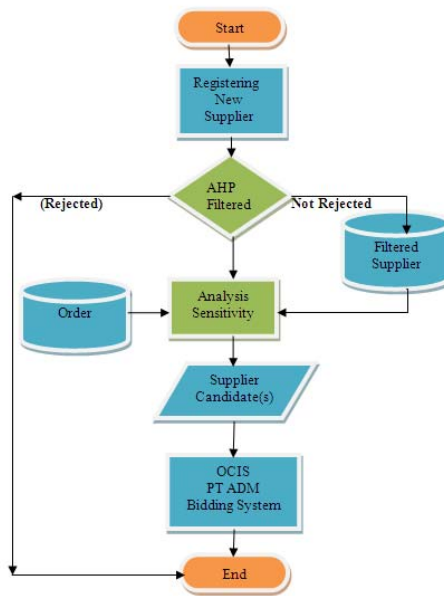 Start
Registering
New
Supplier
AHP
Filtered
(Rejected)
Not Rejected
Filtered
Supplier
Order
Analysis
Sensitivity
Supplier
Candidate(s)
OCIS
PT ADM
Bidding System
End